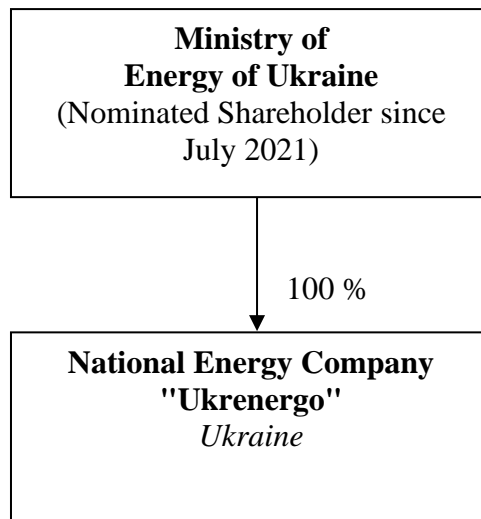 Ministry of
Energy of Ukraine
(Nominated Shareholder since
July 2021)
100 %
National Energy Company
"Ukrenergo"
Ukraine